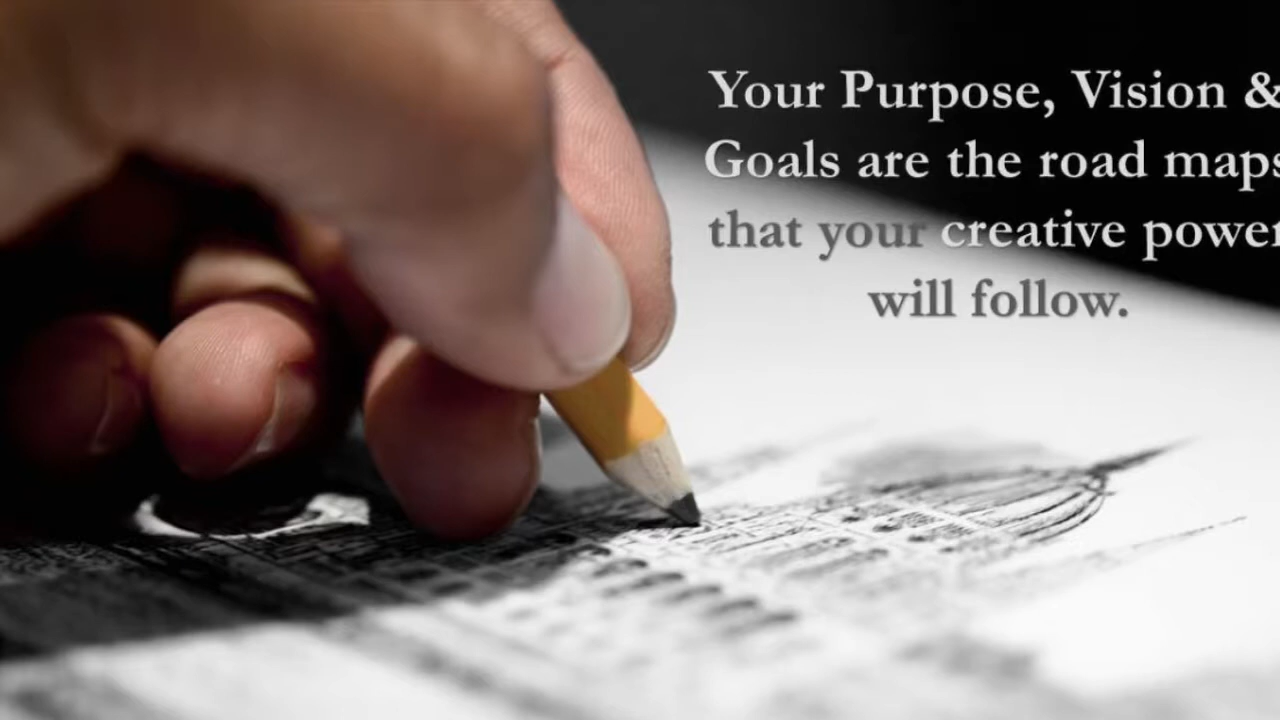 Your Purpose, Vision &
Goals are the road maps
that your creative power
will follow.